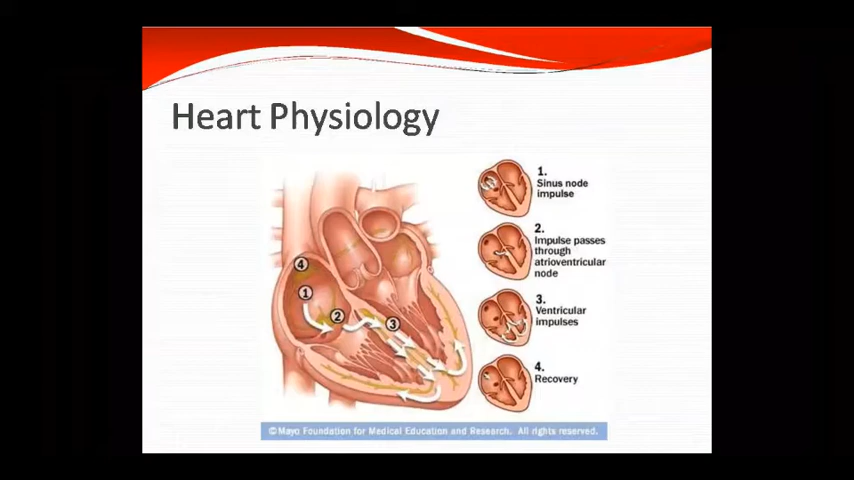 Heart Physiology
1.
Sinus node
impulse
2.
Impulse passes
through
atrioventricular
node
3.
Ventricular
impulses
4.
Recovery
4
1
2
3
©Mayo Foundation for Medical Education and Research. All rights reserved.